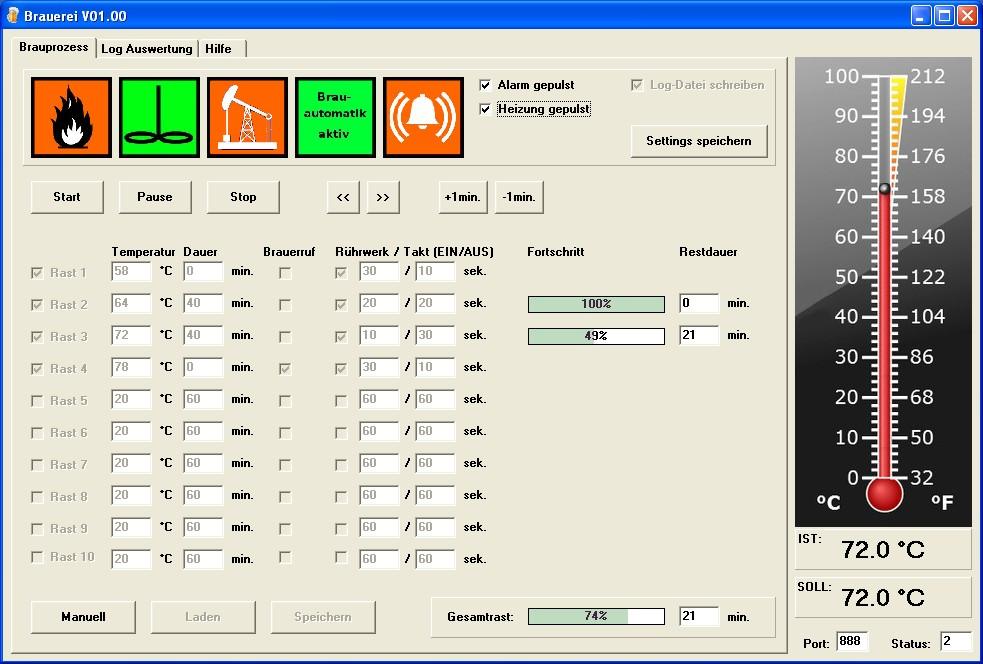 Brauerei V01.00
Brauprozess Log Auswertung Hilfe
Brau-
automatik
aktiv
Alarm gepulst
Heizung gepulst
Log-Datei schreiben
Settings speichern
Start Pause Stop << >> +1min. -1min.
Temperatur Dauer Brauerruf Rührwerk / Takt (EIN/AUS) Fortschritt Restdauer
Rast 1 58 °C 0 min. 30 / 10 sek.
Rast 2 64 °C 40 min. 20 / 20 sek. 100% 0 min.
Rast 3 72 °C 40 min. 10 / 30 sek. 49% 21 min.
Rast 4 78 °C 0 min. 30 / 10 sek.
Rast 5 20 °C 60 min. 60 / 60 sek.
Rast 6 20 °C 60 min. 60 / 60 sek.
Rast 7 20 °C 60 min. 60 / 60 sek.
Rast 8 20 °C 60 min. 60 / 60 sek.
Rast 9 20 °C 60 min. 60 / 60 sek.
Rast 10 20 °C 60 min. 60 / 60 sek.
Manuell Laden Speichern
Gesamtrast: 74% 21 min.
100 212
90 194
80 176
70 158
60 140
50 122
40 104
30 86
20 68
10 50
0 32
°C °F
IST: 72.0 °C
SOLL: 72.0 °C
Port: 888 Status: 2